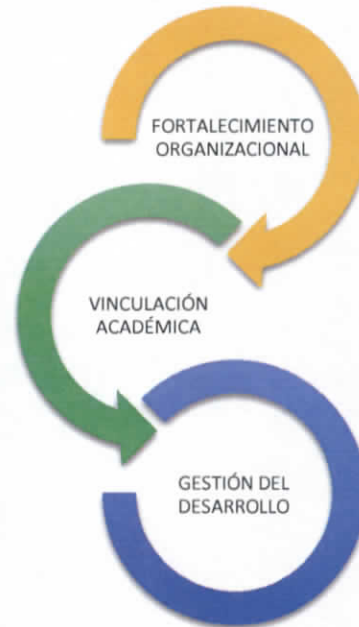 FORTALECIMIENTO
ORGANIZACIONAL
VINCULACIÓN
ACADÉMICA
GESTIÓN DEL
DESARROLLO